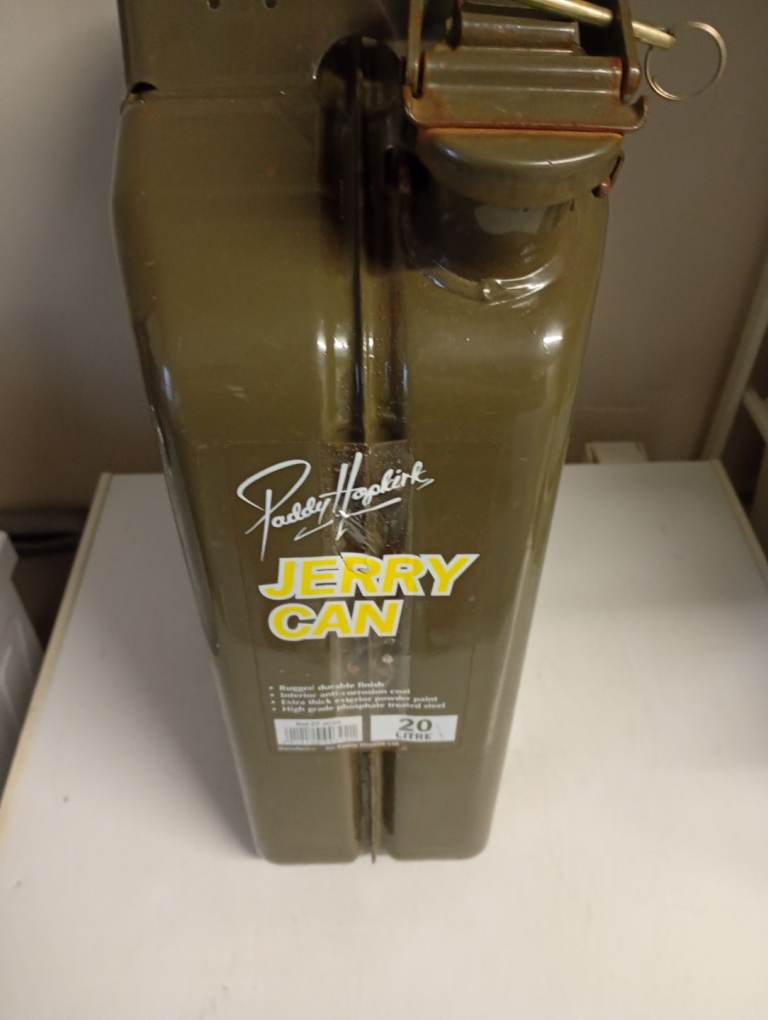 Paddy Hopkirk
JERRY
CAN
• Rugged durable finish
• Interior anti-corrosion coat
• Extra thick exterior powder paint
• High grade phosphate treated steel
20
LITRE